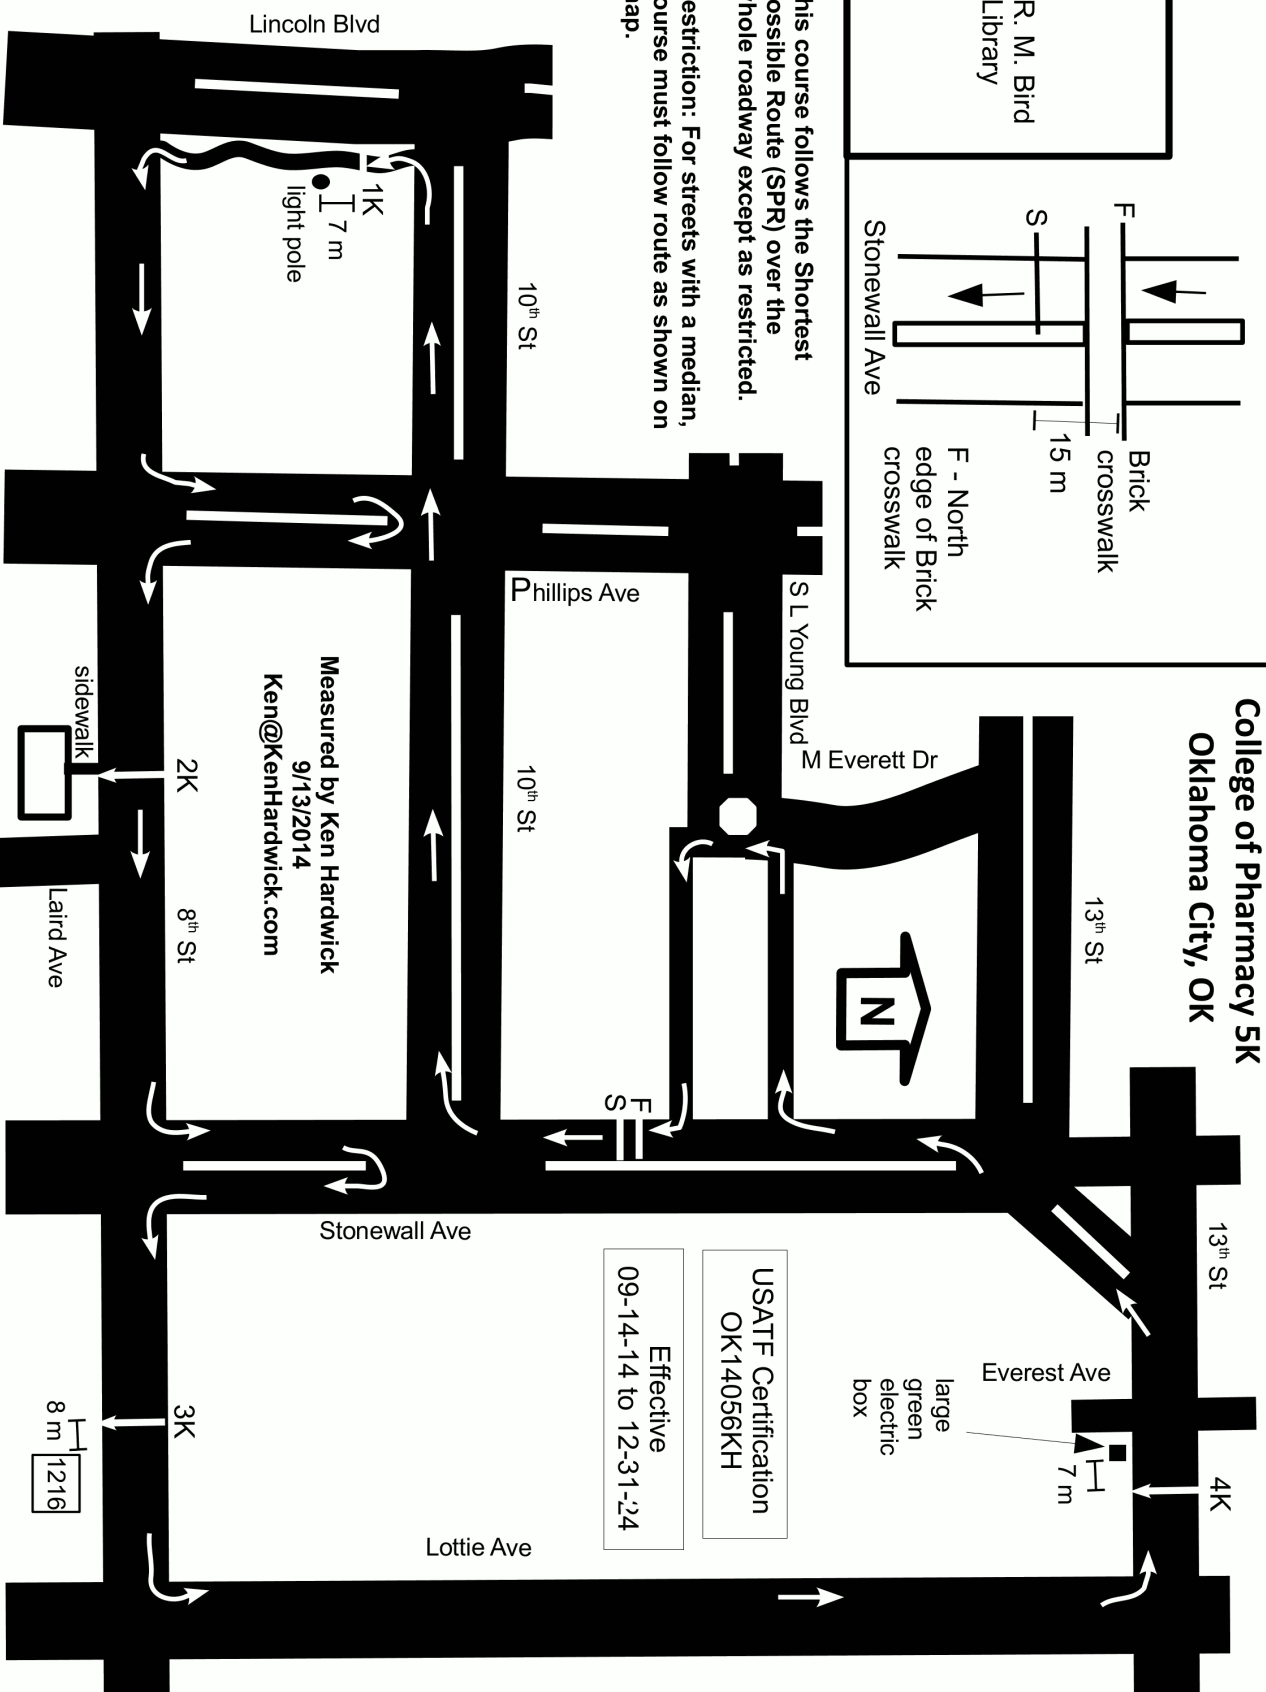 College of Pharmacy 5K
Oklahoma City, OK
R. M. Bird
Library
F
S
Stonewall Ave
15 m
Brick
crosswalk
F - North
edge of Brick
crosswalk
his course follows the Shortest
ossible Route (SPR) over the
hole roadway except as restricted.
estriction: For streets with a median,
ourse must follow route as shown on
ap.
Lincoln Blvd
1K
7 m
light pole
10th St
Phillips Ave
S L Young Blvd
M Everett Dr
13th St
N
10th St
Measured by Ken Hardwick
9/13/2014
Ken@KenHardwick.com
sidewalk
2K
8th St
Laird Ave
F
S
Stonewall Ave
13th St
USATF Certification
OK14056KH
Effective
09-14-14 to 12-31-24
Everest Ave
large
green
electric
box
7 m
4K
3K
8 m
1216
Lottie Ave